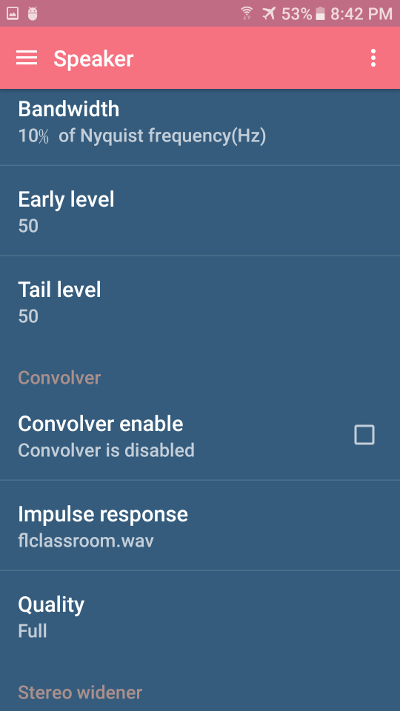 53% 8:42 PM
Speaker
Bandwidth
10% of Nyquist frequency(Hz)
Early level
50
Tail level
50
Convolver
Convolver enable
Convolver is disabled
Impulse response
flclassroom.wav
Quality
Full
Stereo widener